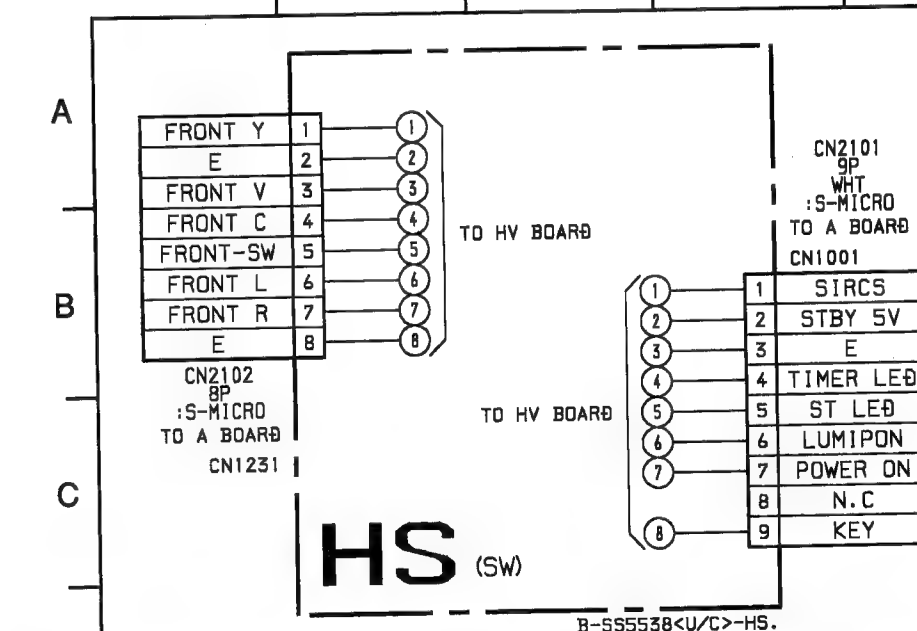 A
B
C
FRONT Y 1 1
E 2 2
FRONT V 3 3
FRONT C 4 4
FRONT-SW 5 5
FRONT L 6 6
FRONT R 7 7
E 8 8
TO HV BOARD
CN2102
8P
:S-MICRO
TO A BOARD
CN1231
CN2101
9P
WHT
:S-MICRO
TO A BOARD
CN1001
1 1 SIRCS
2 2 STBY 5V
3 3 E
4 4 TIMER LED
5 5 ST LED
6 6 LUMIPON
7 7 POWER ON
8 N.C
8 9 KEY
TO HV BOARD
HS (SW)
B-SS5538<U/C>-HS.